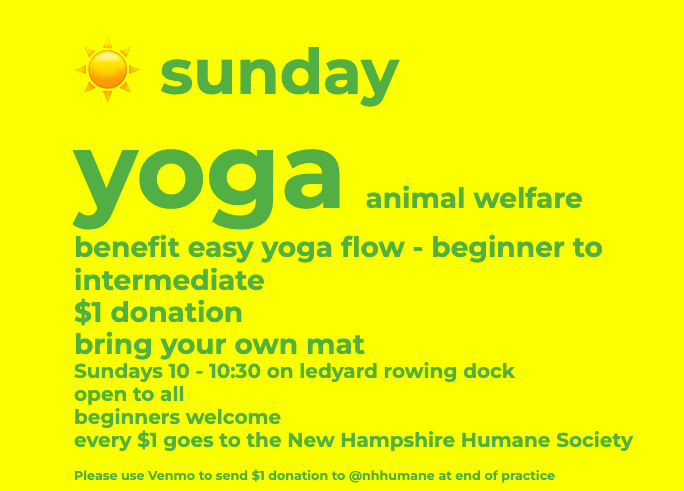 sunday
yoga animal welfare
benefit easy yoga flow - beginner to
intermediate
$1 donation
bring your own mat
Sundays 10 - 10:30 on ledyard rowing dock
open to all
beginners welcome
every $1 goes to the New Hampshire Humane Society
Please use Venmo to send $1 donation to @nhhumane at end of practice